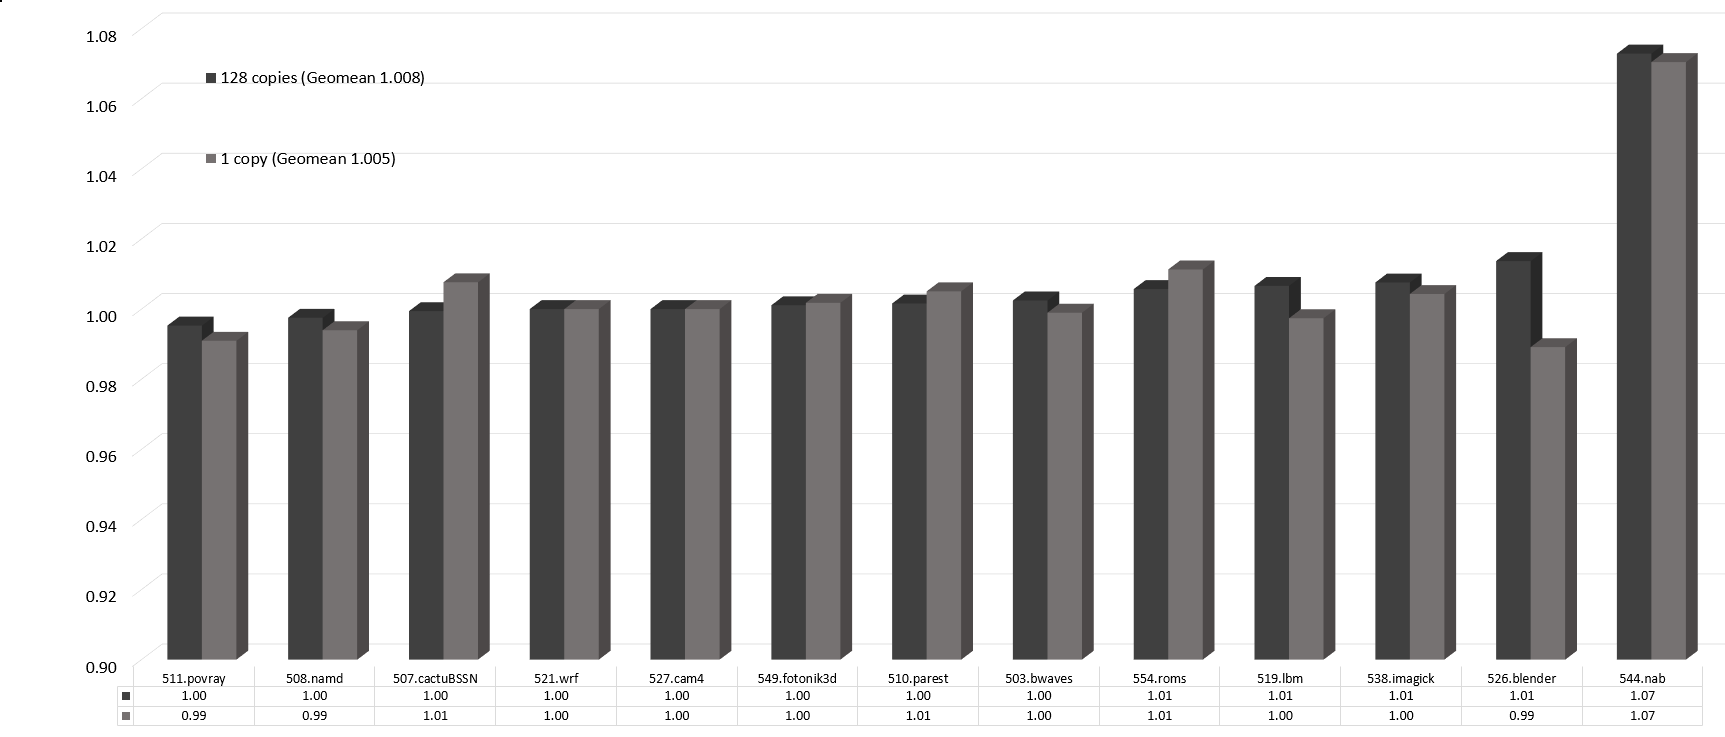 1.08
128 copies (Geomean 1.008)
1.06
1 copy (Geomean 1.005)
1.04
1.02
1.00
0.98
0.96
0.94
0.92
0.90
511.povray 508.namd 507.cactuBSSN 521.wrf 527.cam4 549.fotonik3d 510.parest 503.bwaves 554.roms 519.lbm 538.imagick 526.blender 544.nab
1.00 1.00 1.00 1.00 1.00 1.00 1.00 1.00 1.01 1.01 1.01 1.01 1.07
0.99 0.99 1.01 1.00 1.00 1.00 1.01 1.00 1.01 1.00 1.00 0.99 1.07